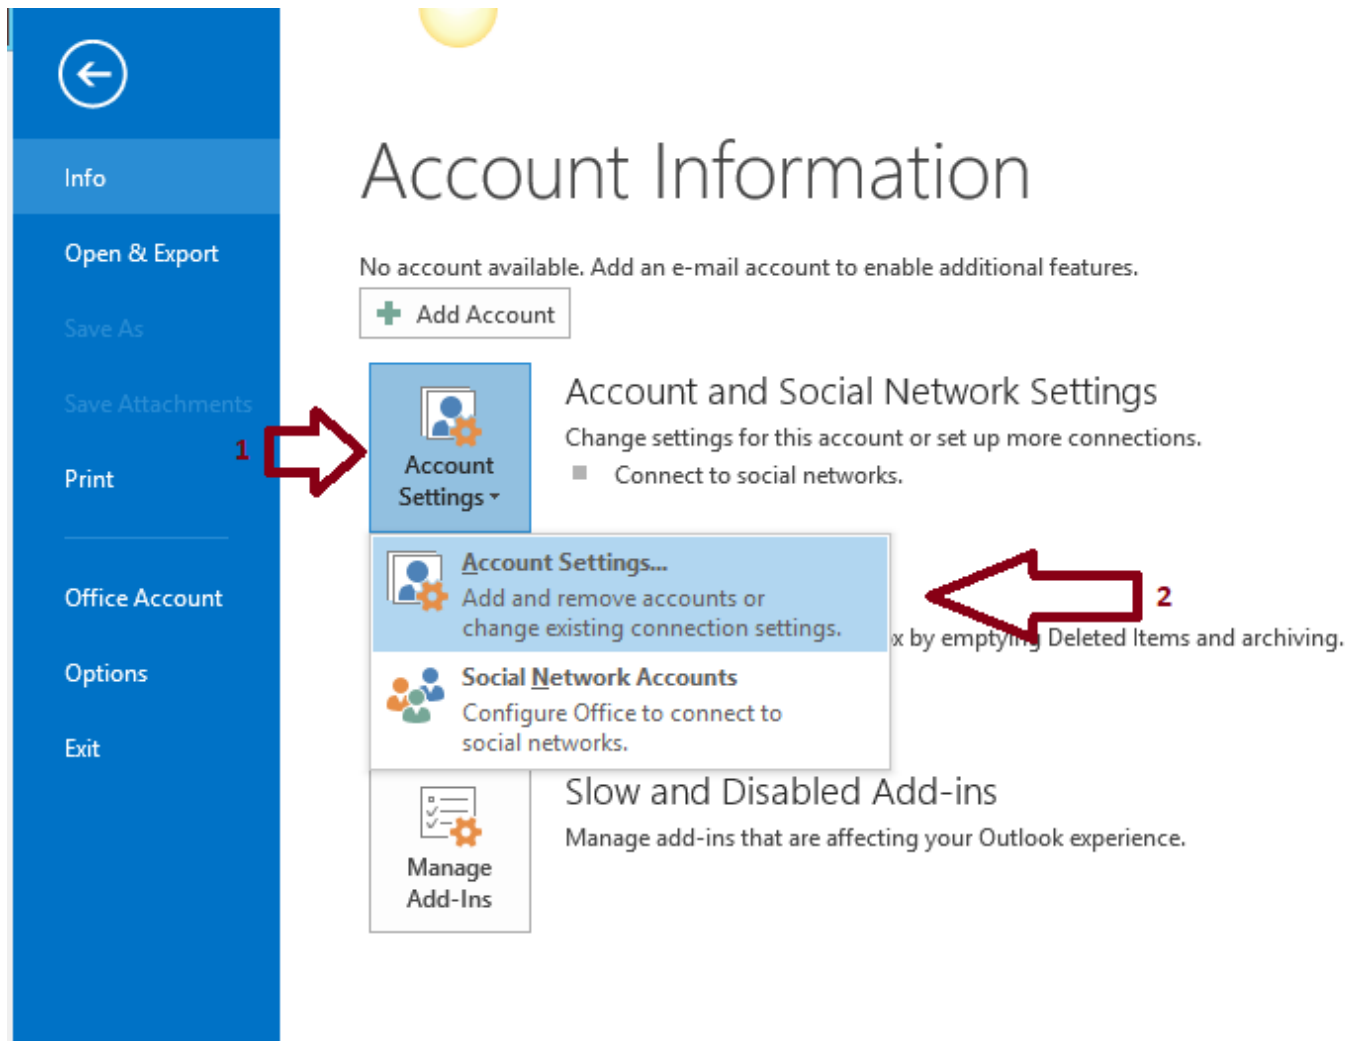 Info
Open & Export
Save As
Save Attachments
Print
Office Account
Options
Exit
Account Information
No account available. Add an e-mail account to enable additional features.
Add Account
1
Account
Settings
Account and Social Network Settings
Change settings for this account or set up more connections.
Connect to social networks.
Account Settings...
Add and remove accounts or
change existing connection settings.
2
x by emptying Deleted Items and archiving.
Social Network Accounts
Configure Office to connect to
social networks.
Manage
Add-Ins
Slow and Disabled Add-ins
Manage add-ins that are affecting your Outlook experience.